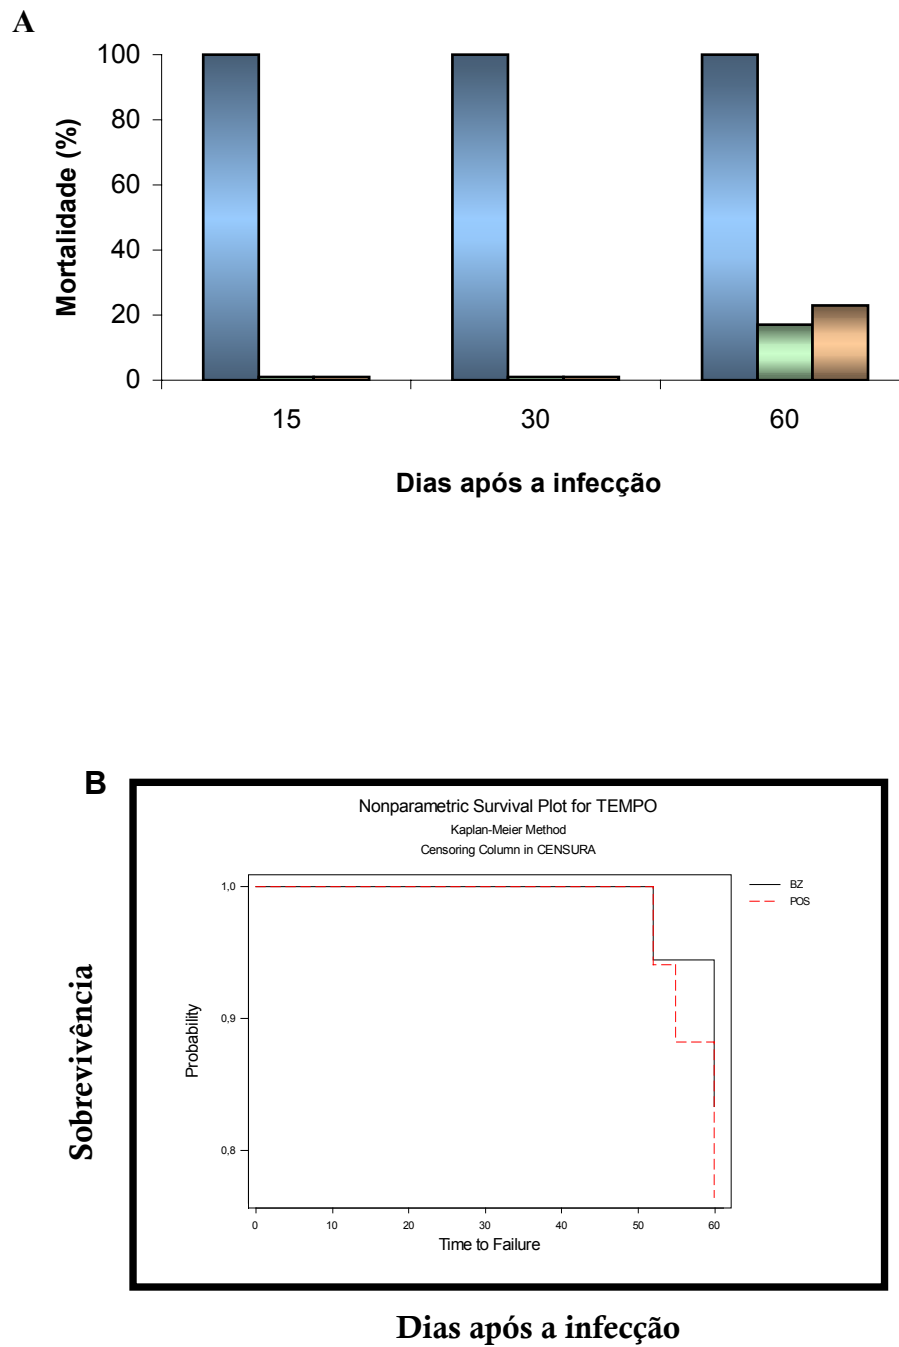 A
100
80
60
40
20
0
Mortalidade (%)
15 30 60
Dias após a infecção
B
Nonparametric Survival Plot for TEMPO
Kaplan-Meier Method
Censoring Column in CENSURA
BZ
POS
1,0
0,9
0,8
Probability
Sobrevivência
0 10 20 30 40 50 60
Time to Failure
Dias após a infecção